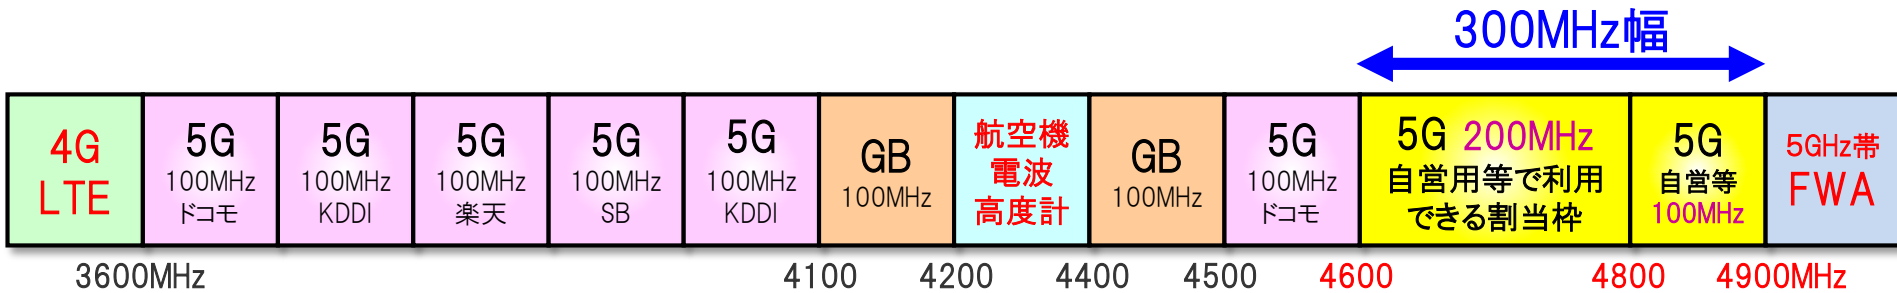 300MHz幅
4G
LTE
5G
100MHz
ドコモ
5G
100MHz
KDDI
5G
100MHz
楽天
5G
100MHz
SB
5G
100MHz
KDDI
GB
100MHz
航空機
電波
高度計
GB
100MHz
5G
100MHz
ドコモ
5G 200MHz
自営用等で利用
できる割当枠
5G
自営等
100MHz
5GHz帯
FWA
3600MHz 4100 4200 4400 4500 4600 4800 4900MHz